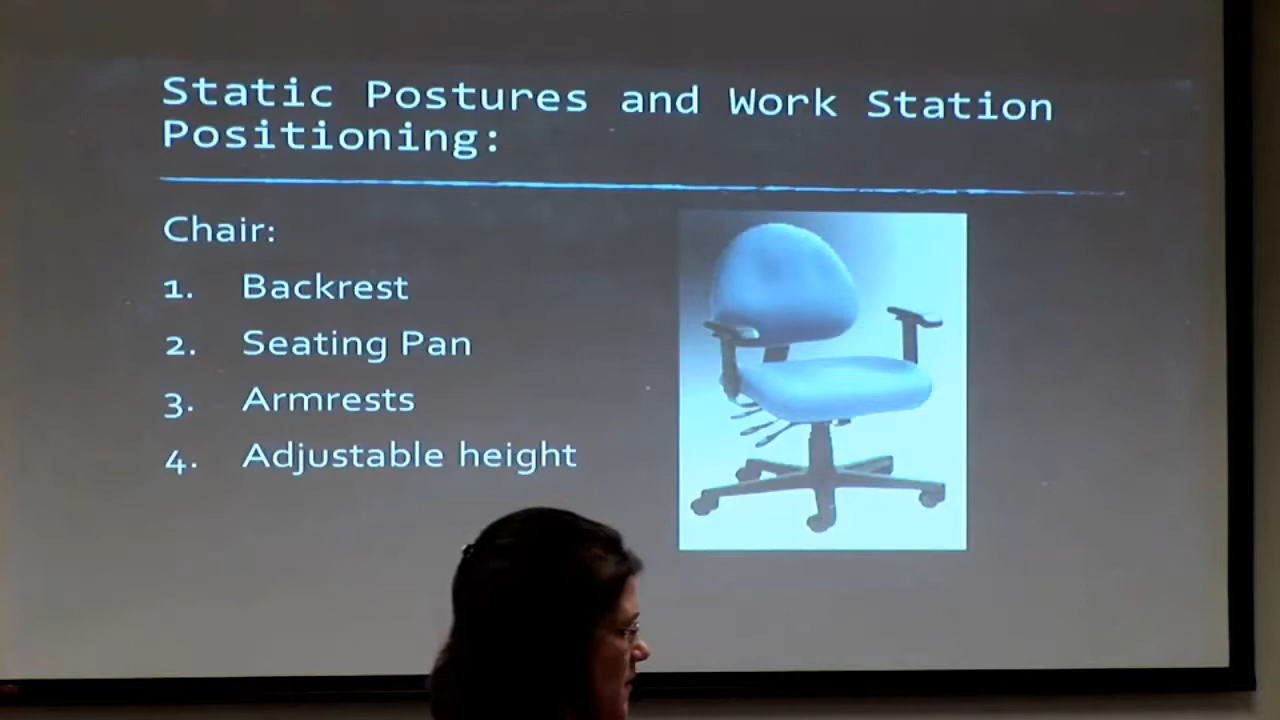 Static Postures and Work Station
Positioning:
Chair:
1. Backrest
2. Seating Pan
3. Armrests
4. Adjustable height